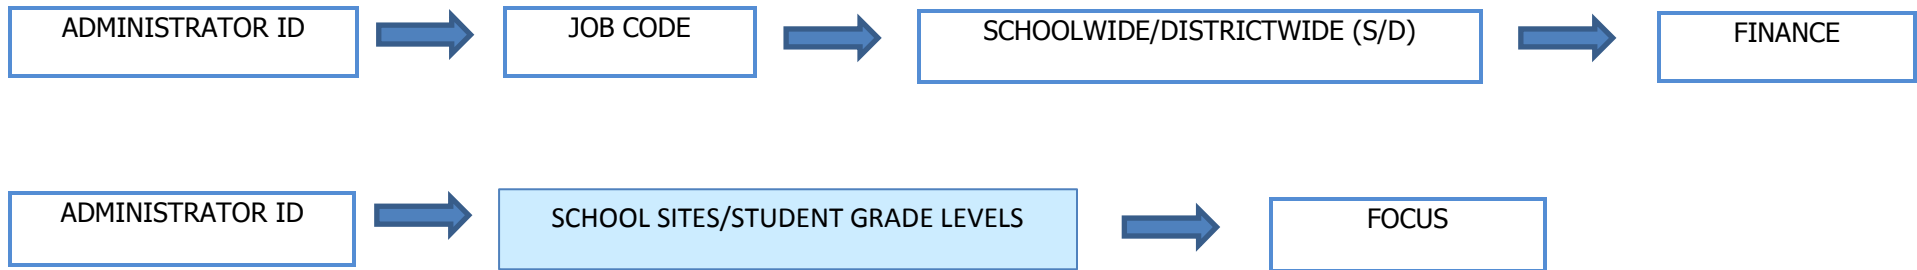 ADMINISTRATOR ID
JOB CODE
SCHOOLWIDE/DISTRICTWIDE (S/D)
FINANCE
ADMINISTRATOR ID
SCHOOL SITES/STUDENT GRADE LEVELS
FOCUS